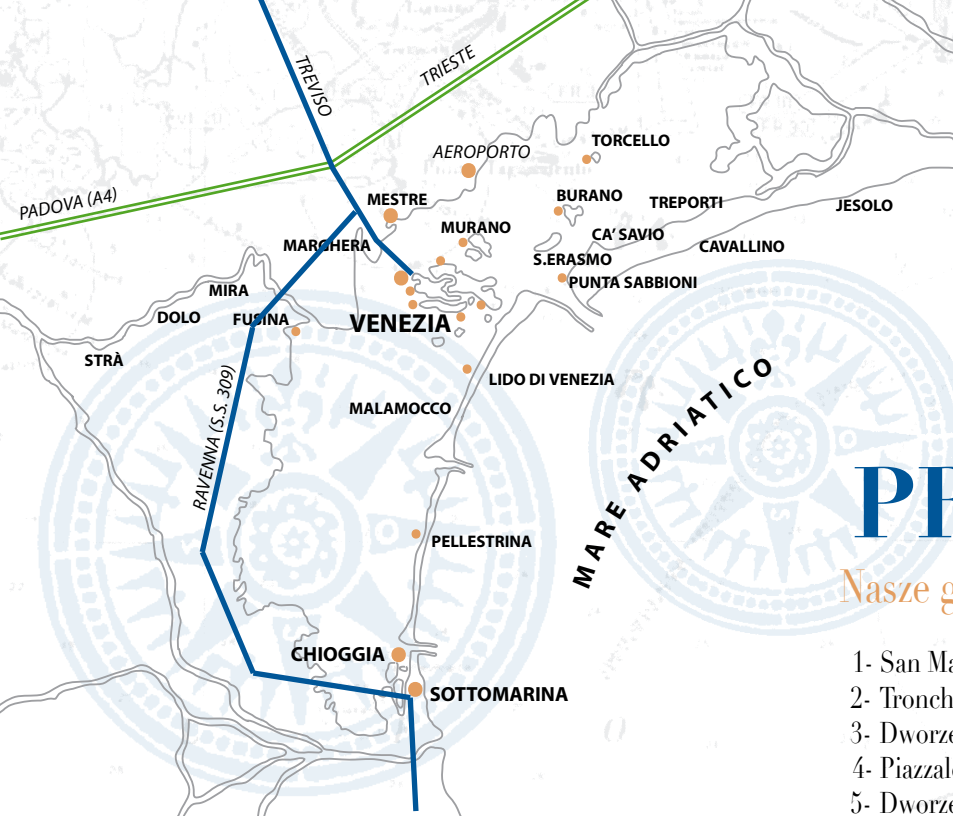 TREVISO
TRIESTE
PADOVA (A4)
AEROPORTO
TORCELLO
MESTRE
BURANO
TREPORTI
JESOLO
MURANO
CA' SAVIO
MARGHERA
CAVALLINO
S.ERASMO
PUNTA SABBIONI
MIRA
DOLO
FUSINA
VENEZIA
STRÀ
LIDO DI VENEZIA
MALAMOCCO
RAVENNA (S.S. 309)
MARE ADRIATICO
PELLESTRINA
CHIOGGIA
SOTTOMARINA
Nasze g
1- San Ma
2- Tronch
3- Dworze
4- Piazzal
5- Dworze